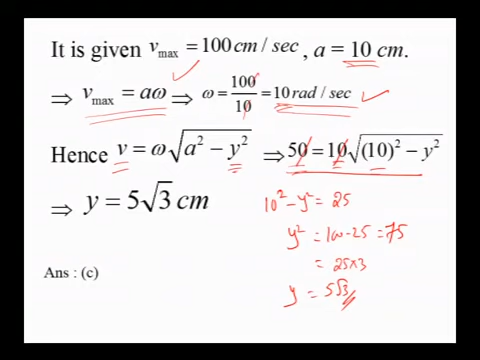 It is given v_max = 100 cm / sec , a = 10 cm.
⇒ v_max = aω ⇒ ω = 100/10 = 10 rad / sec
Hence v = ω√(a² − y²) ⇒ 50 = 10√((10)² − y²)
⇒ y = 5√3 cm
10² − y² = 25
y² = 100 − 25 = 75
= 25 × 3
y = 5√3
Ans : (c)